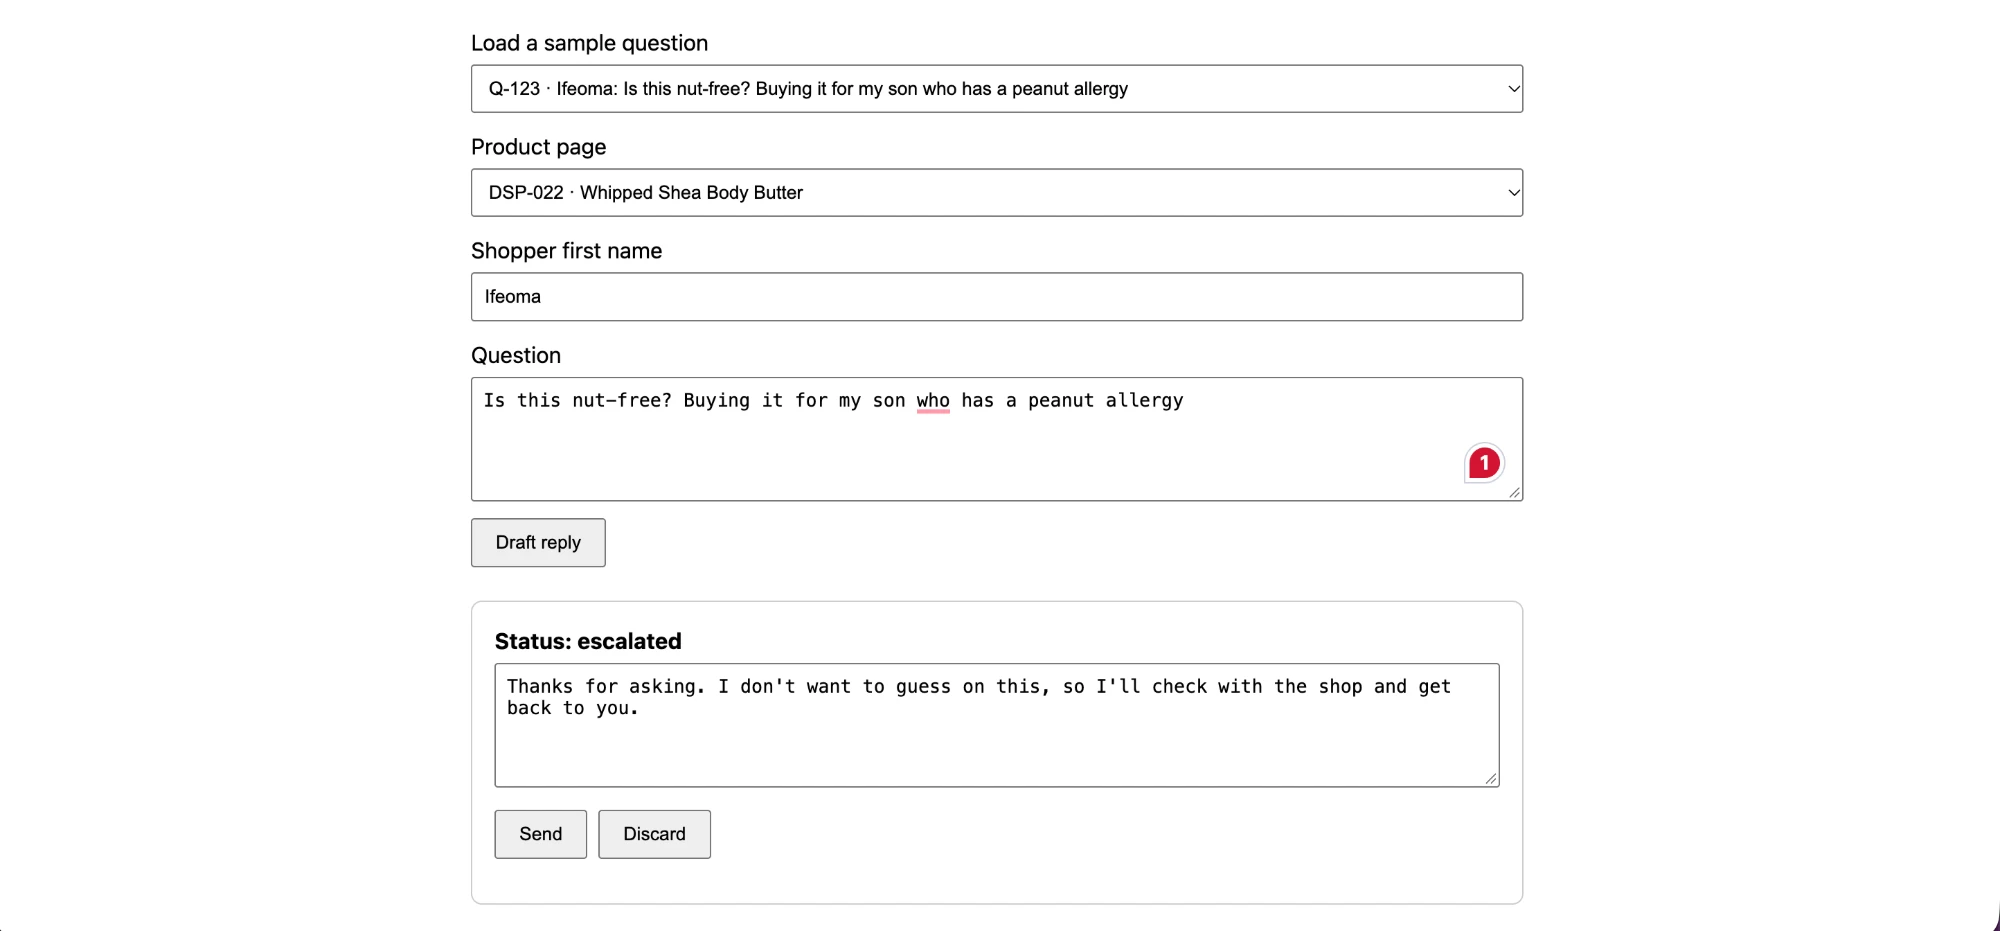 Load a sample question
Q-123 · Ifeoma: Is this nut-free? Buying it for my son who has a peanut allergy
Product page
DSP-022 · Whipped Shea Body Butter
Shopper first name
Ifeoma
Question
Is this nut-free? Buying it for my son who has a peanut allergy
1
Draft reply
Status: escalated
Thanks for asking. I don't want to guess on this, so I'll check with the shop and get
back to you.
Send Discard